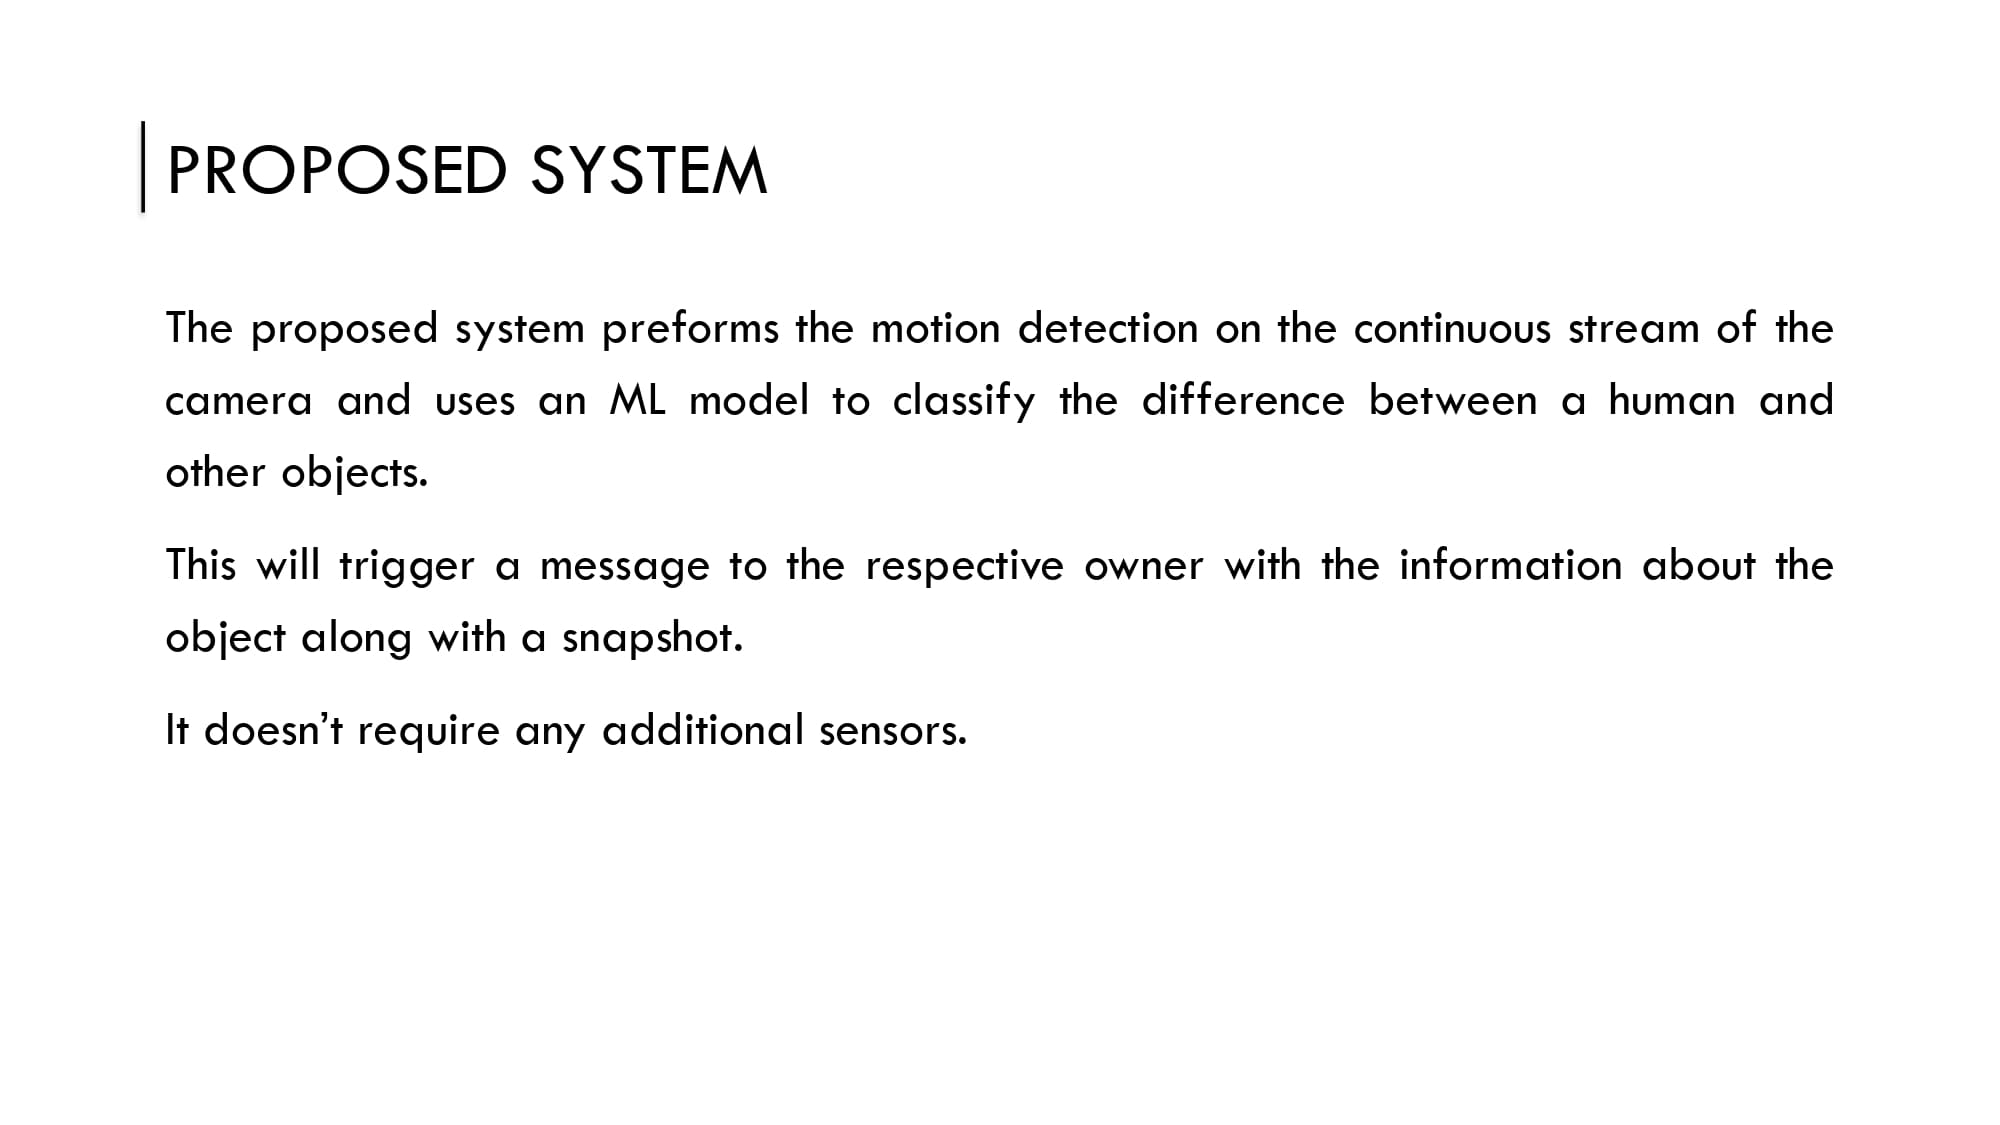 PROPOSED SYSTEM
The proposed system preforms the motion detection on the continuous stream of the
camera and uses an ML model to classify the difference between a human and
other objects.
This will trigger a message to the respective owner with the information about the
object along with a snapshot.
It doesn’t require any additional sensors.